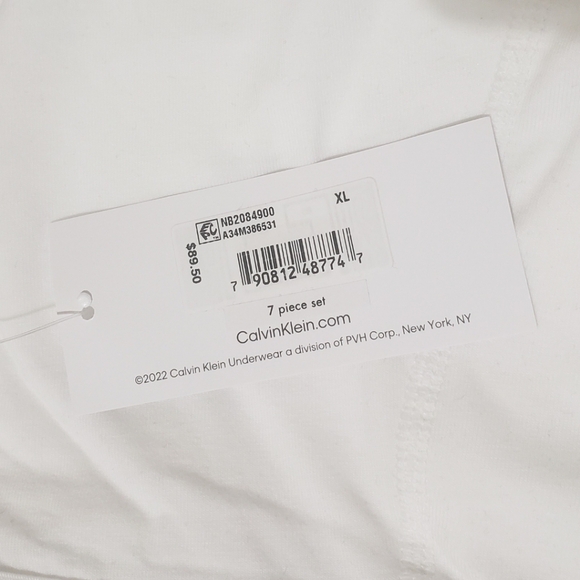 NB2084900
A34M386531
XL
$89.50
7 90812 48774 7
7 piece set
CalvinKlein.com
©2022 Calvin Klein Underwear a division of PVH Corp., New York, NY